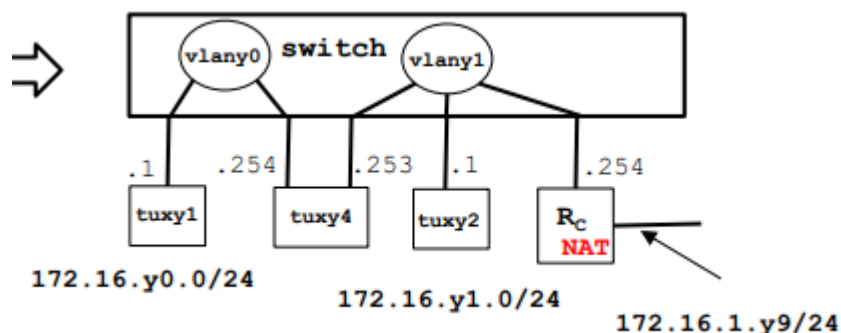 vlany0 switch vlany1
.1 .254 .253 .1 .254
tuxy1 tuxy4 tuxy2 RC
NAT
172.16.y0.0/24
172.16.y1.0/24
172.16.1.y9/24